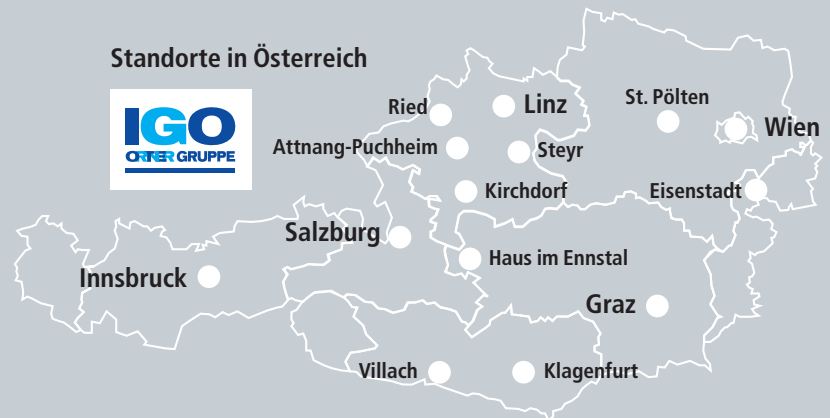 Standorte in Österreich
IGO
ORTNER GRUPPE
Ried
Linz
St. Pölten
Wien
Attnang-Puchheim
Steyr
Kirchdorf
Eisenstadt
Salzburg
Haus im Ennstal
Innsbruck
Graz
Villach
Klagenfurt